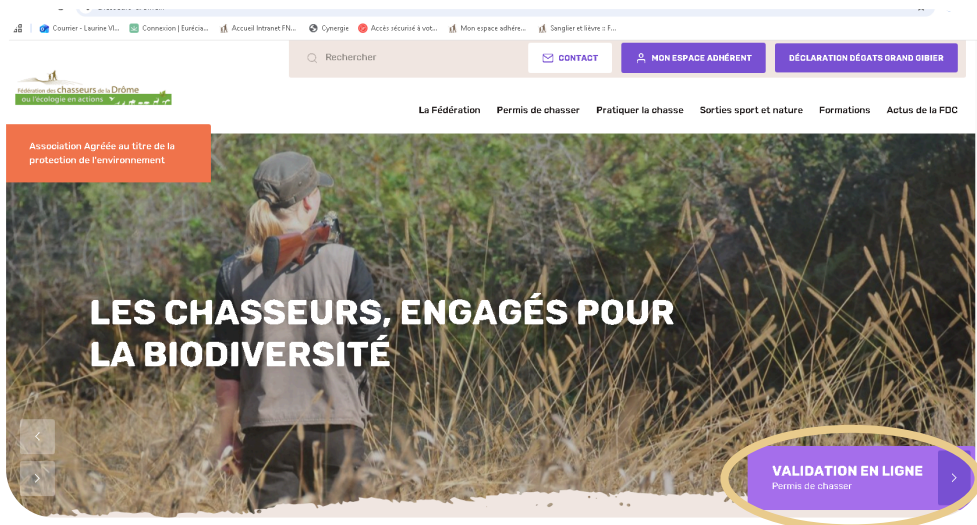 Courrier - Laurine Vl...
Connexion | Eurécia...
Accueil Intranet FN...
Cynergie
Accès sécurisé à vot...
Mon espace adhére...
Sanglier et lièvre :: F...
Rechercher
CONTACT
MON ESPACE ADHÉRENT
DÉCLARATION DÉGATS GRAND GIBIER
Fédération des chasseurs de la Drôme
ou l'ecologie en actions
La Fédération
Permis de chasser
Pratiquer la chasse
Sorties sport et nature
Formations
Actus de la FDC
Association Agréée au titre de la
protection de l'environnement
LES CHASSEURS, ENGAGÉS POUR
LA BIODIVERSITÉ
VALIDATION EN LIGNE
Permis de chasser